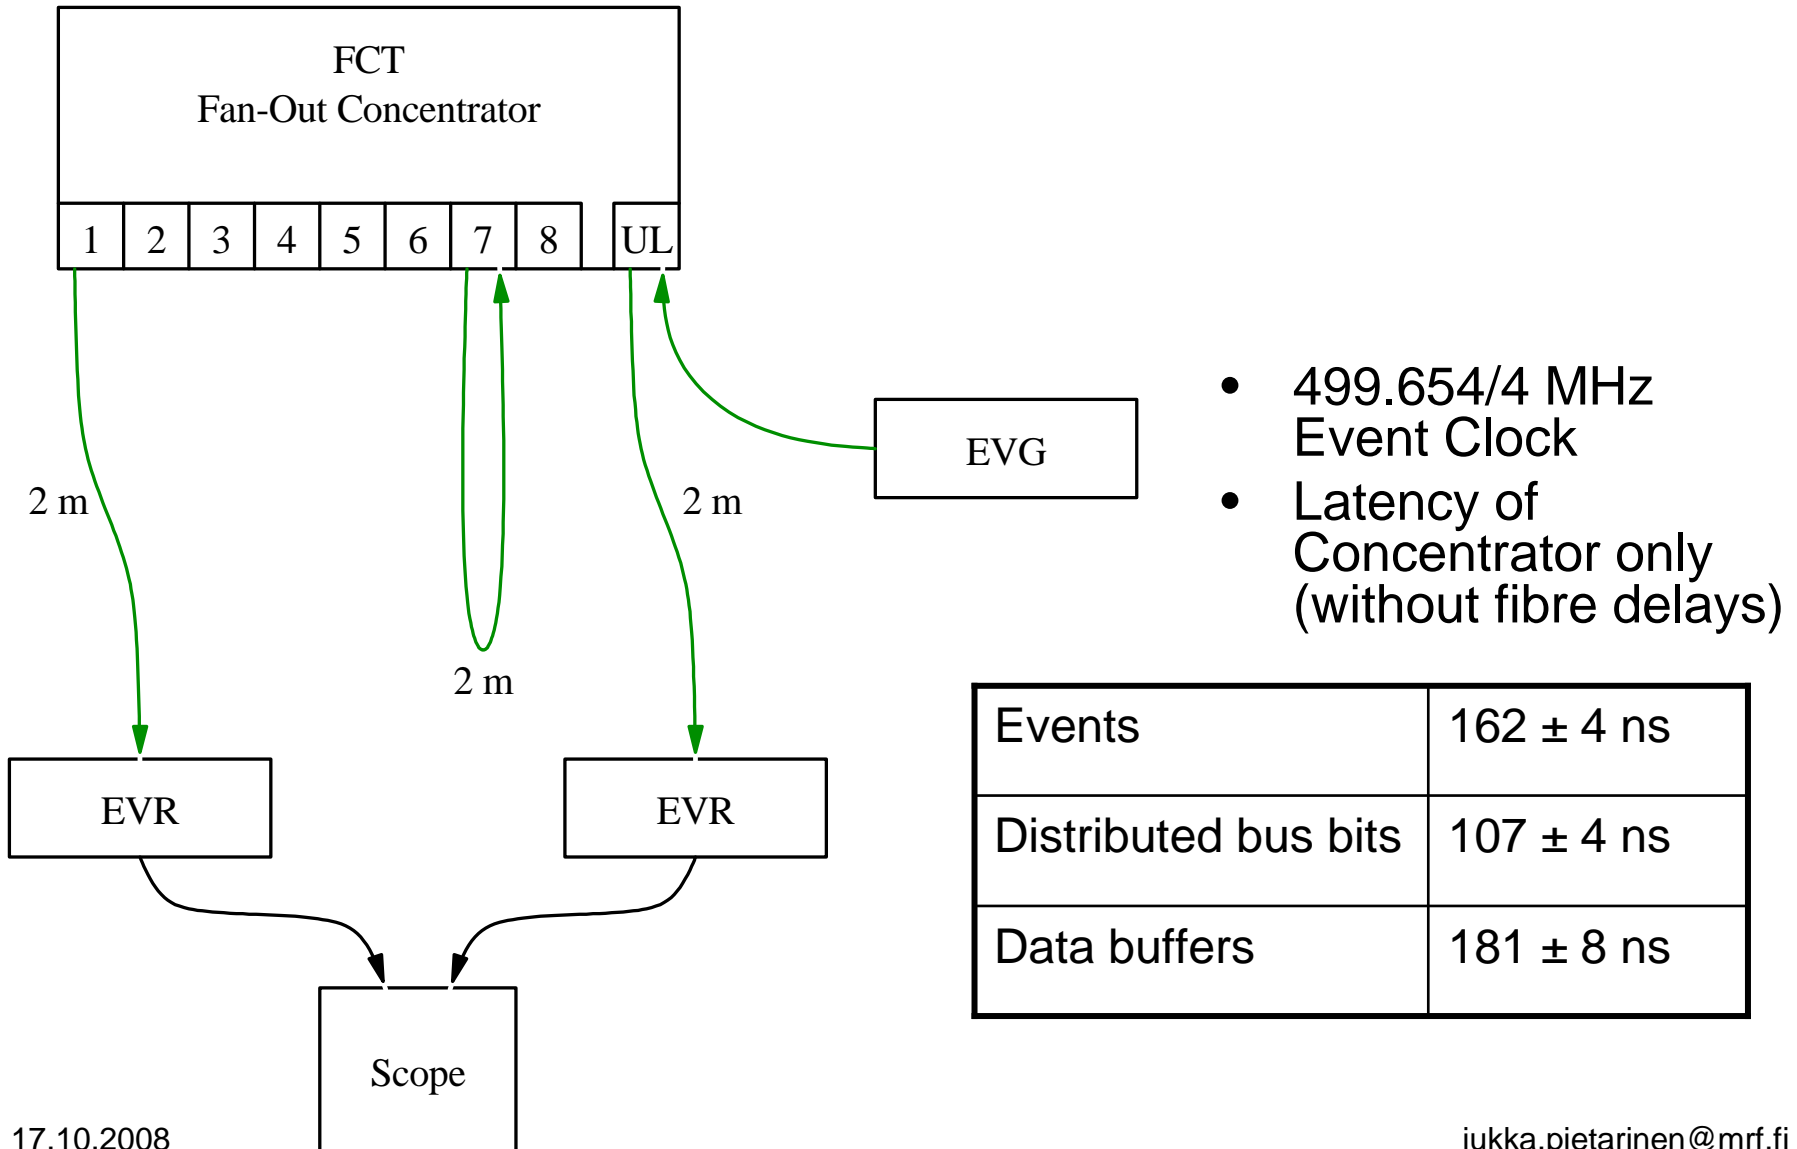 FCT
Fan-Out Concentrator
1 2 3 4 5 6 7 8 UL
EVG
2 m
2 m
2 m
EVR
EVR
Scope
• 499.654/4 MHz
Event Clock
• Latency of
Concentrator only
(without fibre delays)
Events 162 ± 4 ns
Distributed bus bits 107 ± 4 ns
Data buffers 181 ± 8 ns
17.10.2008
jukka.pietarinen@mrf.fi